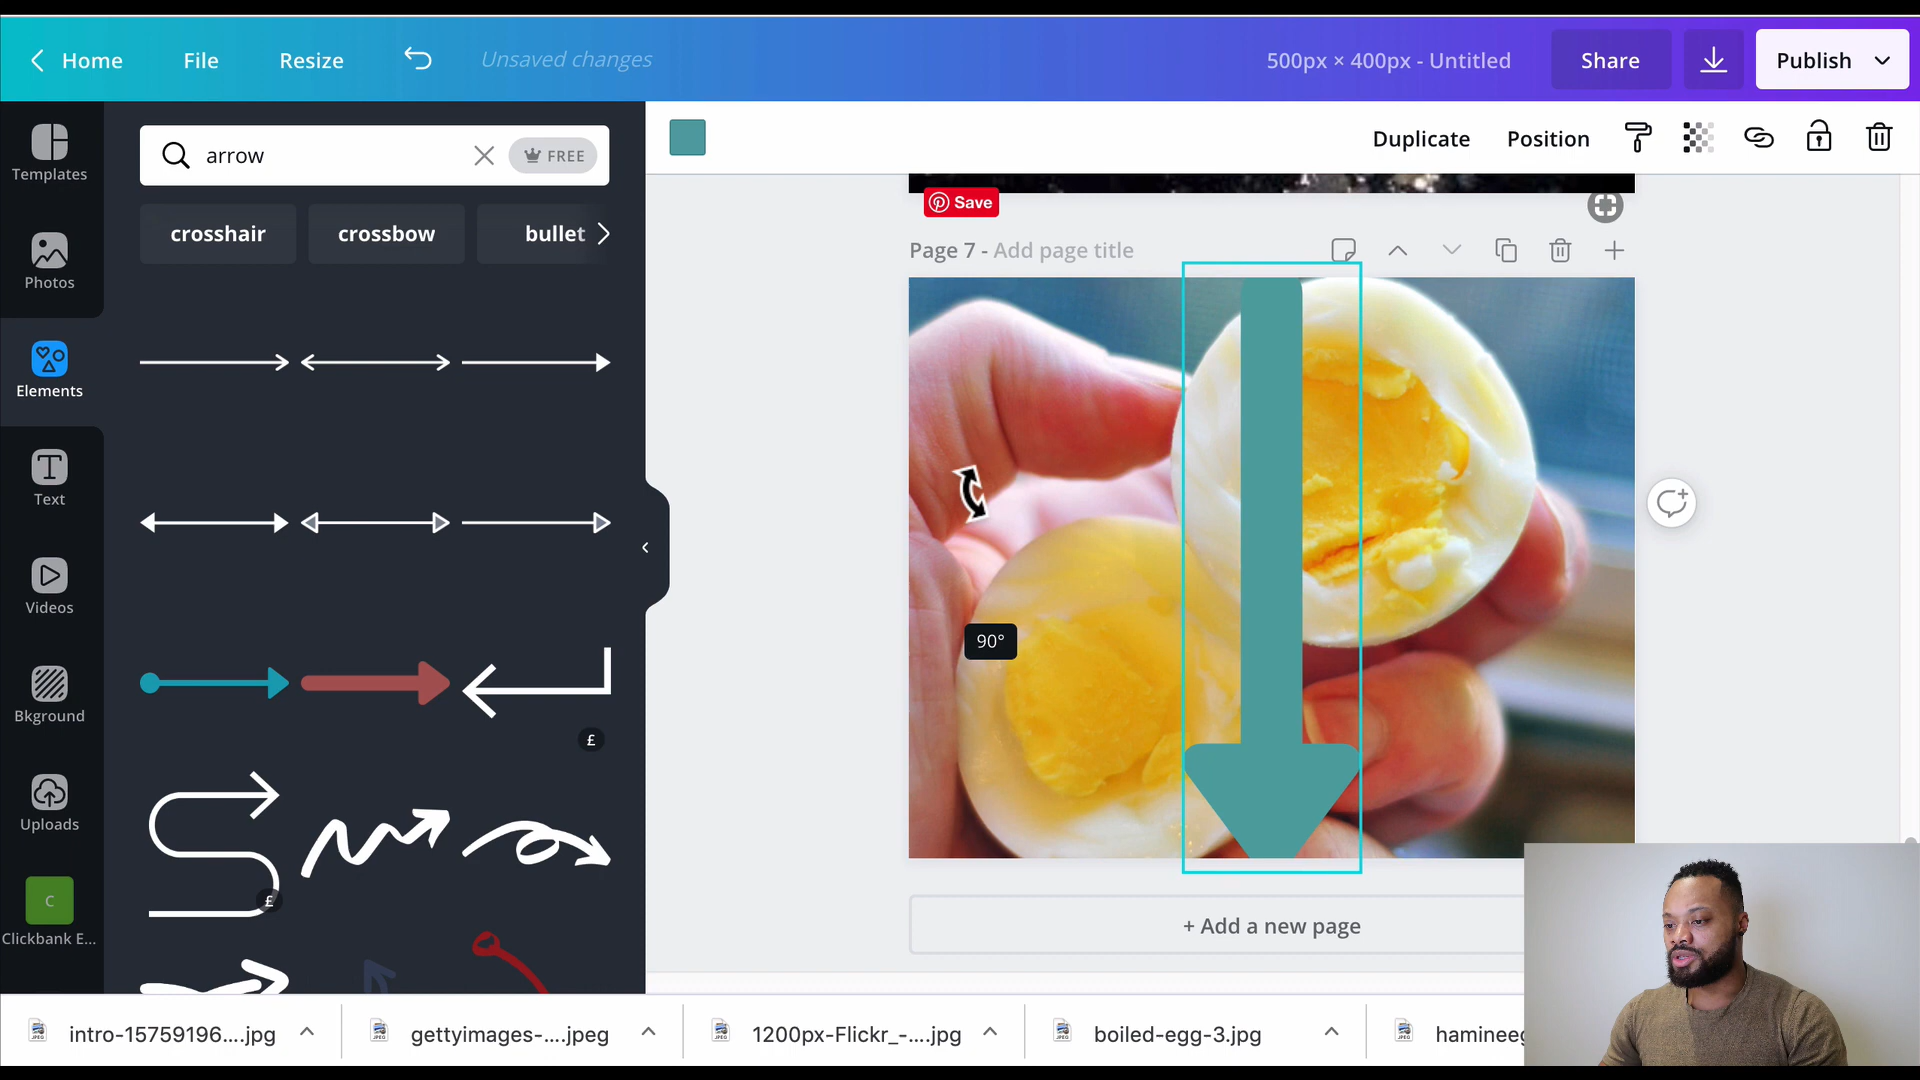 Home
File
Resize
Unsaved changes
500px × 400px - Untitled
Share
Publish
Templates
Photos
Elements
Text
Videos
Bkground
Uploads
C
Clickbank E...
arrow
FREE
crosshair
crossbow
bullet
£
£
Duplicate
Position
Save
Page 7 - Add page title
90°
+ Add a new page
intro-15759196....jpg
gettyimages-....jpeg
1200px-Flickr_-....jpg
boiled-egg-3.jpg
hamineeg